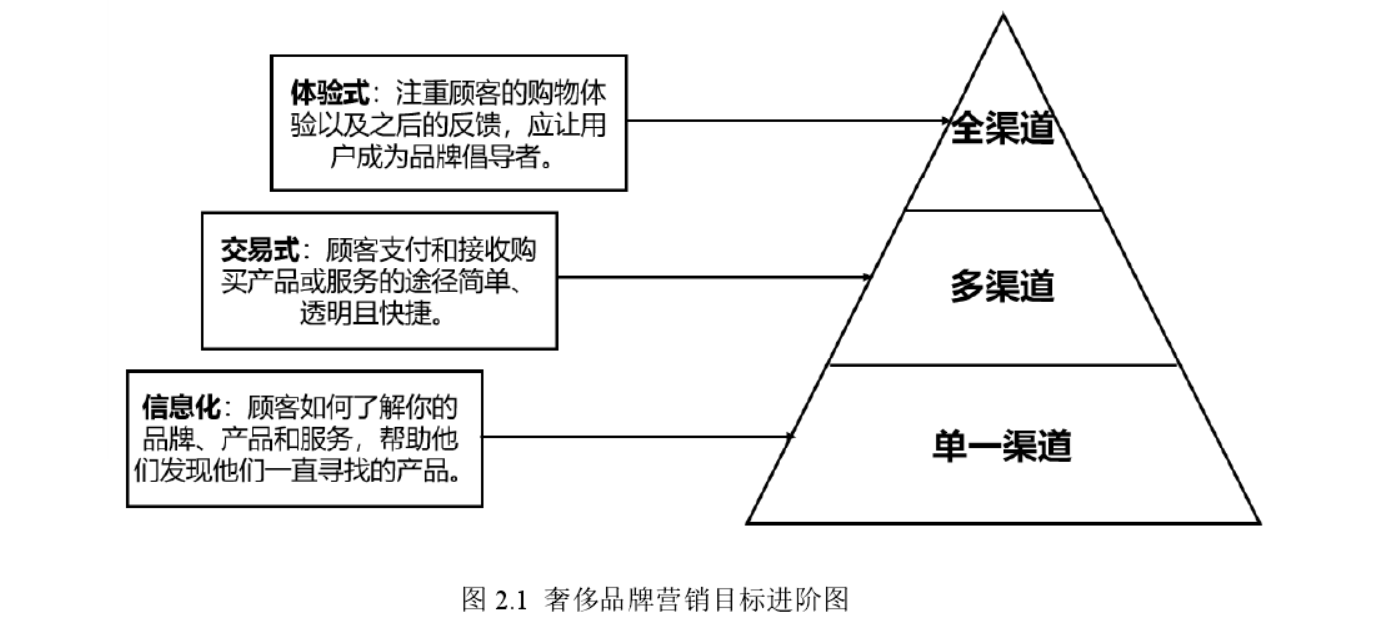 体验式：注重顾客的购物体
验以及之后的反馈，应让用
户成为品牌倡导者。
全渠道
交易式：顾客支付和接收购
买产品或服务的途径简单、
透明且快捷。
多渠道
信息化：顾客如何了解你的
品牌、产品和服务，帮助他
们发现他们一直寻找的产品。
单一渠道
图 2.1 奢侈品牌营销目标进阶图